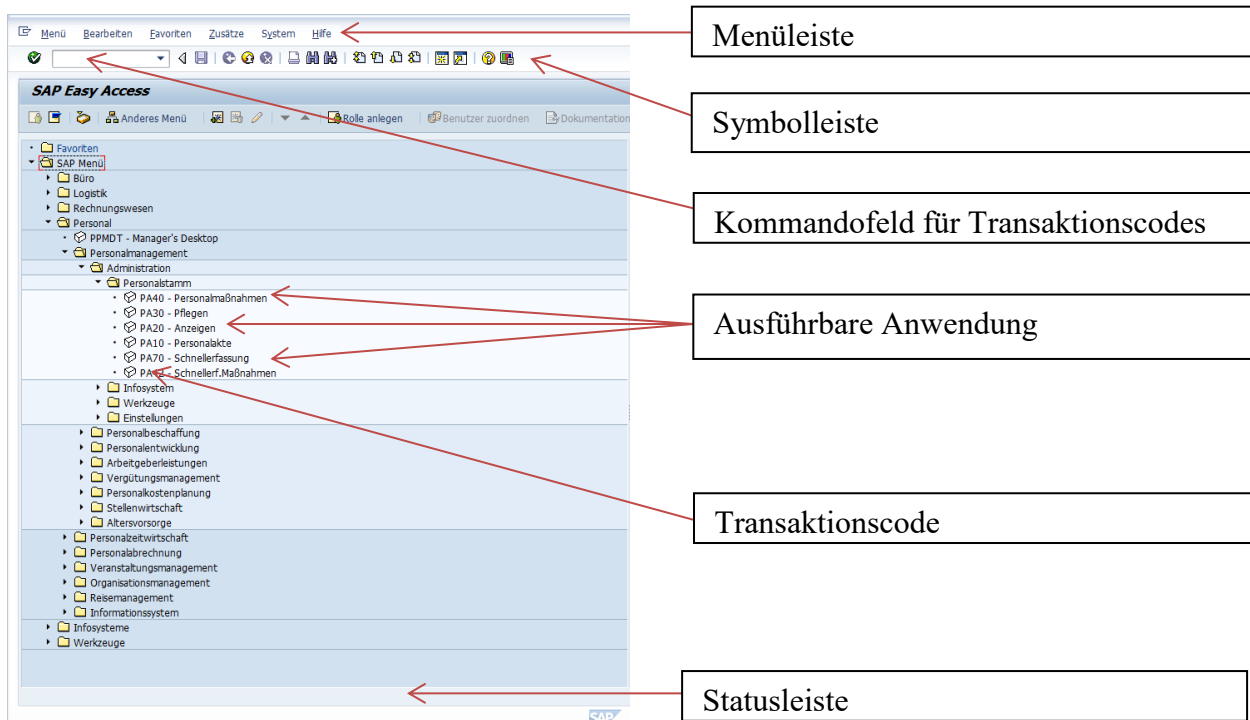 Menü Bearbeiten Favoriten Zusätze System Hilfe
Menüleiste
SAP Easy Access
Anderes Menü Rolle anlegen Benutzer zuordnen Dokumentation
Symbolleiste
Favoriten
SAP Menü
Büro
Logistik
Rechnungswesen
Kommandofeld für Transaktionscodes
Personal
PPMDT - Manager's Desktop
Personalmanagement
Administration
Personalstamm
PA40 - Personalmaßnahmen
PA30 - Pflegen
PA20 - Anzeigen
Ausführbare Anwendung
PA10 - Personalakte
PA70 - Schnellerfassung
- Schnellerf.Maßnahmen
Infosystem
Werkzeuge
Einstellungen
Personalbeschaffung
Personalentwicklung
Arbeitgeberleistungen
Vergütungsmanagement
Personalkostenplanung
Stellenwirtschaft
Altersvorsorge
Transaktionscode
Personalzeitwirtschaft
Personalabrechnung
Veranstaltungsmanagement
Organisationsmanagement
Reisemanagement
Informationssystem
Infosysteme
Werkzeuge
Statusleiste
SAP